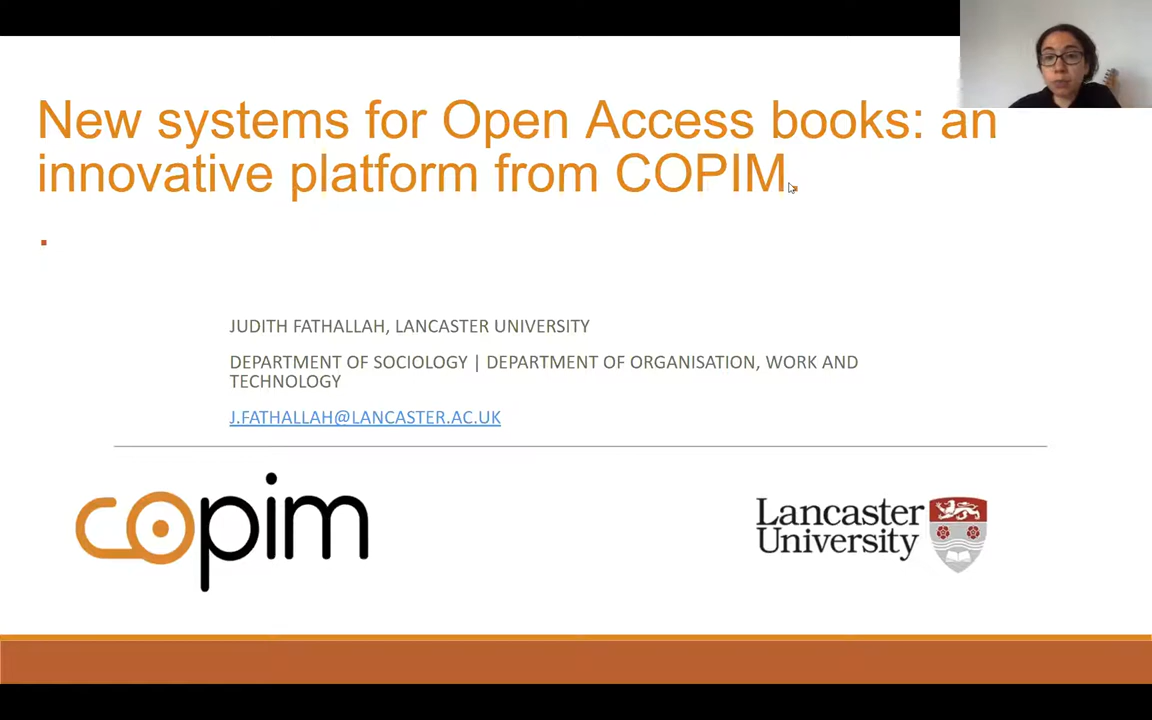 New systems for Open Access books: an
innovative platform from COPIM.
.
JUDITH FATHALLAH, LANCASTER UNIVERSITY
DEPARTMENT OF SOCIOLOGY | DEPARTMENT OF ORGANISATION, WORK AND
TECHNOLOGY
J.FATHALLAH@LANCASTER.AC.UK
copim
Lancaster
University